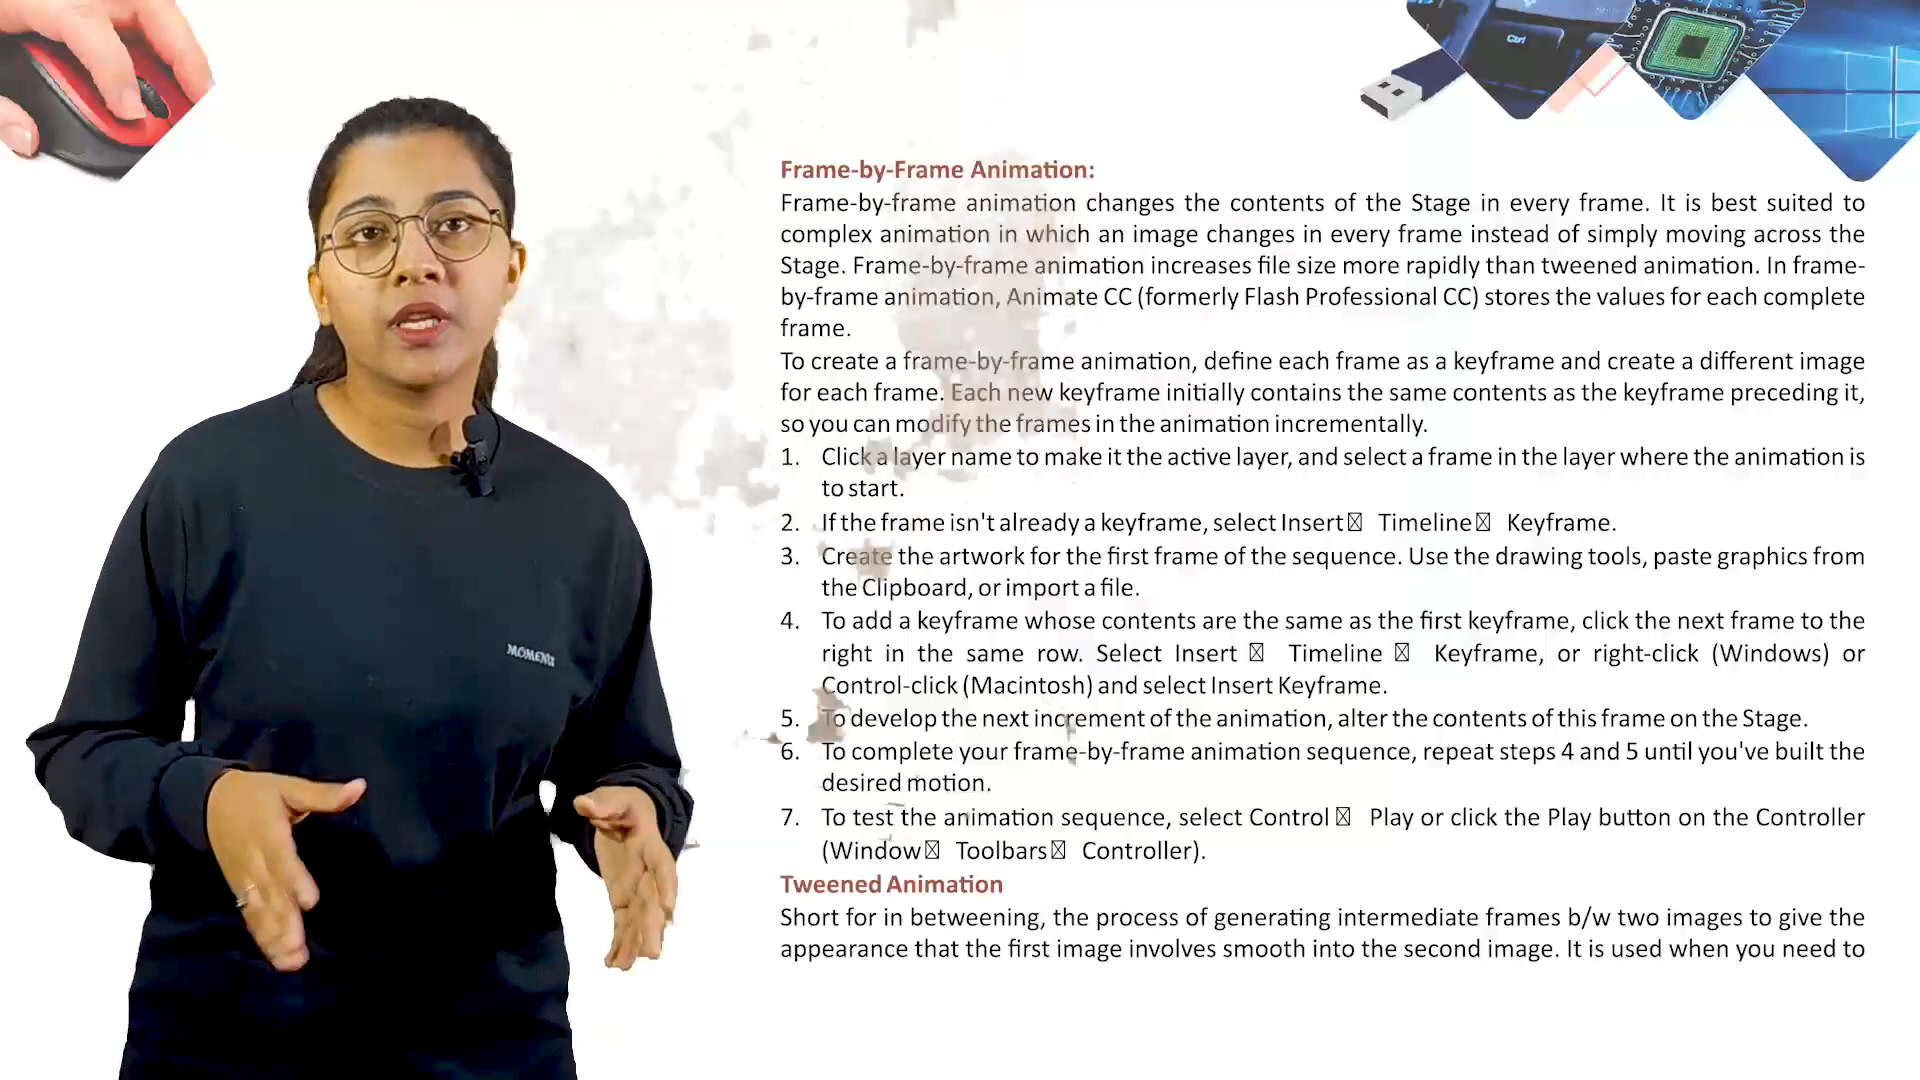 Ctrl
Frame-by-Frame Animation:
Frame-by-frame animation changes the contents of the Stage in every frame. It is best suited to
complex animation in which an image changes in every frame instead of simply moving across the
Stage. Frame-by-frame animation increases file size more rapidly than tweened animation. In frame-
by-frame animation, Animate CC (formerly Flash Professional CC) stores the values for each complete
frame.
To create a frame-by-frame animation, define each frame as a keyframe and create a different image
for each frame. Each new keyframe initially contains the same contents as the keyframe preceding it,
so you can modify the frames in the animation incrementally.
1. Click a layer name to make it the active layer, and select a frame in the layer where the animation is
to start.
2. If the frame isn't already a keyframe, select Insert Timeline Keyframe.
3. Create the artwork for the first frame of the sequence. Use the drawing tools, paste graphics from
the Clipboard, or import a file.
4. To add a keyframe whose contents are the same as the first keyframe, click the next frame to the
right in the same row. Select Insert Timeline Keyframe, or right-click (Windows) or
Control-click (Macintosh) and select Insert Keyframe.
5. To develop the next increment of the animation, alter the contents of this frame on the Stage.
6. To complete your frame-by-frame animation sequence, repeat steps 4 and 5 until you've built the
desired motion.
7. To test the animation sequence, select Control Play or click the Play button on the Controller
(Window Toolbars Controller).
Tweened Animation
Short for in betweening, the process of generating intermediate frames b/w two images to give the
appearance that the first image involves smooth into the second image. It is used when you need to
MOMENTS